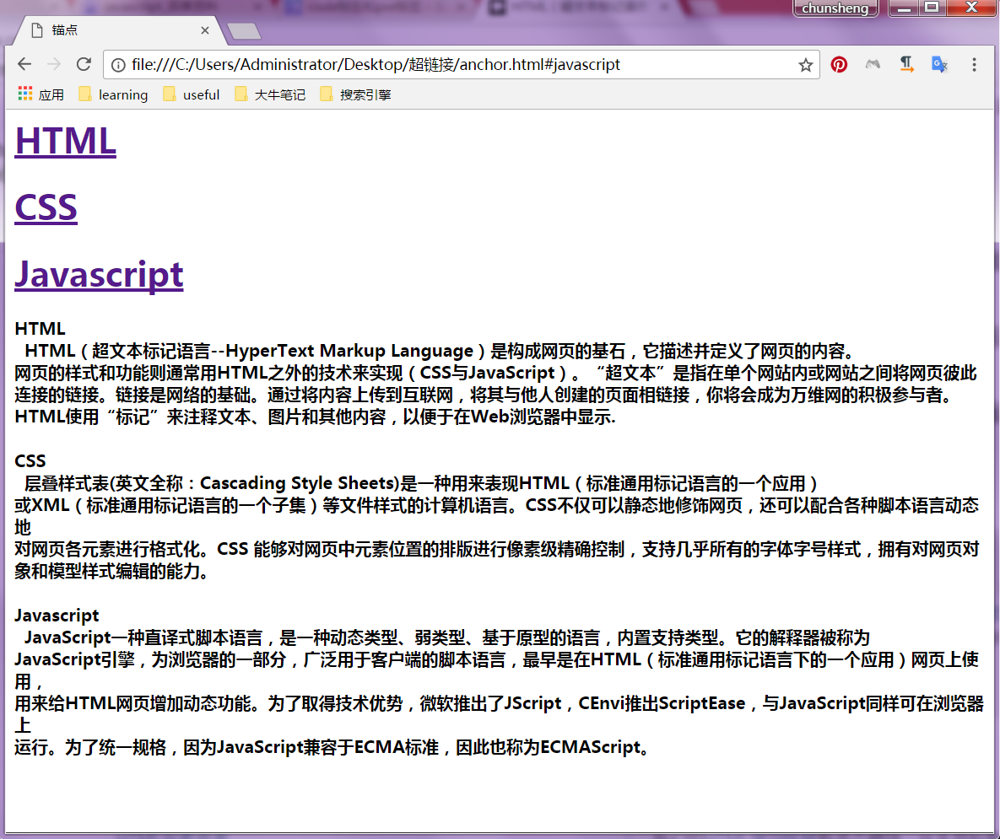 chunsheng
锚点
file:///C:/Users/Administrator/Desktop/超链接/anchor.html#javascript
应用 learning useful 大牛笔记 搜索引擎
HTML
CSS
Javascript
HTML
HTML（超文本标记语言--HyperText Markup Language）是构成网页的基石，它描述并定义了网页的内容。
网页的样式和功能则通常用HTML之外的技术来实现（CSS与JavaScript）。“超文本”是指在单个网站内或网站之间将网页彼此
连接的链接。链接是网络的基础。通过将内容上传到互联网，将其与他人创建的页面相链接，你将会成为万维网的积极参与者。
HTML使用“标记”来注释文本、图片和其他内容，以便于在Web浏览器中显示.
CSS
层叠样式表(英文全称：Cascading Style Sheets)是一种用来表现HTML（标准通用标记语言的一个应用）
或XML（标准通用标记语言的一个子集）等文件样式的计算机语言。CSS不仅可以静态地修饰网页，还可以配合各种脚本语言动态
地
对网页各元素进行格式化。CSS 能够对网页中元素位置的排版进行像素级精确控制，支持几乎所有的字体字号样式，拥有对网页对
象和模型样式编辑的能力。
Javascript
JavaScript一种直译式脚本语言，是一种动态类型、弱类型、基于原型的语言，内置支持类型。它的解释器被称为
JavaScript引擎，为浏览器的一部分，广泛用于客户端的脚本语言，最早是在HTML（标准通用标记语言下的一个应用）网页上使
用，
用来给HTML网页增加动态功能。为了取得技术优势，微软推出了JScript，CEnvi推出ScriptEase，与JavaScript同样可在浏览器
上
运行。为了统一规格，因为JavaScript兼容于ECMA标准，因此也称为ECMAScript。